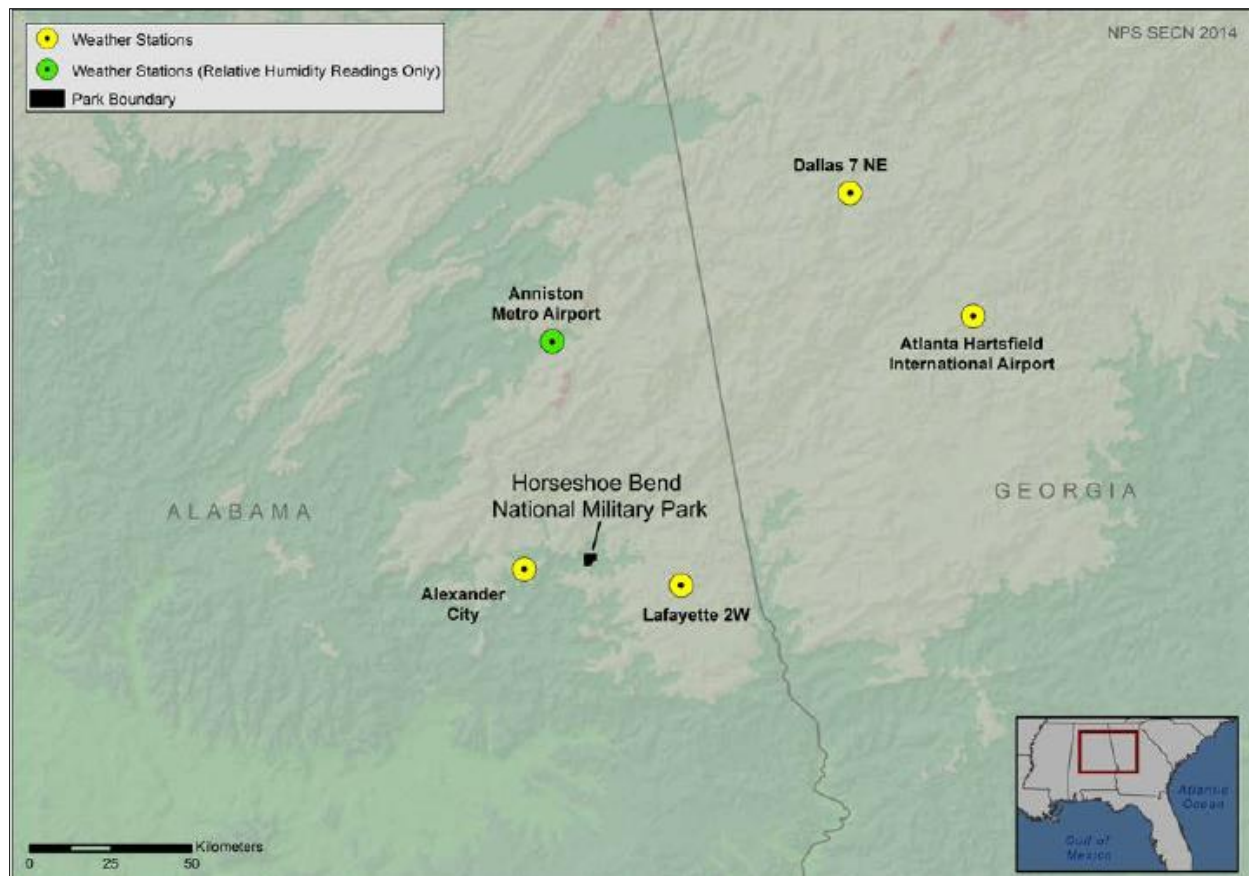 Weather Stations
Weather Stations (Relative Humidity Readings Only)
Park Boundary
NPS SECN 2014
Dallas 7 NE
Anniston
Metro Airport
Atlanta Hartsfield
International Airport
Horseshoe Bend
National Military Park
ALABAMA
GEORGIA
Alexander
City
Lafayette 2W
Kilometers
0 25 50
Atlantic
Ocean
Gulf of
Mexico